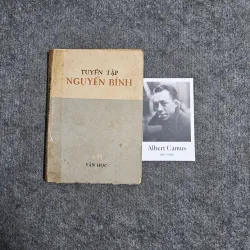 TUYỂN TẬP
NGUYỄN BÍNH
VĂN HỌC
Albert Camus